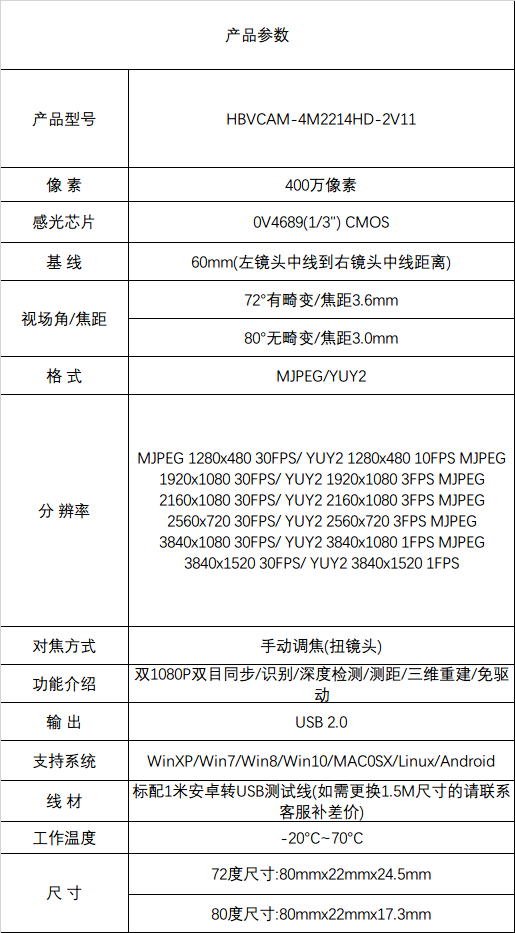 产品参数
产品型号
HBVCAM-4M2214HD-2V11
像 素
400万像素
感光芯片
0V4689(1/3") CMOS
基 线
60mm(左镜头中线到右镜头中线距离)
视场角/焦距
72°有畸变/焦距3.6mm
80°无畸变/焦距3.0mm
格 式
MJPEG/YUY2
分 辨率
MJPEG 1280x480 30FPS/ YUY2 1280x480 10FPS MJPEG
1920x1080 30FPS/ YUY2 1920x1080 3FPS MJPEG
2160x1080 30FPS/ YUY2 2160x1080 3FPS MJPEG
2560x720 30FPS/ YUY2 2560x720 3FPS MJPEG
3840x1080 30FPS/ YUY2 3840x1080 1FPS MJPEG
3840x1520 30FPS/ YUY2 3840x1520 1FPS
对焦方式
手动调焦(扭镜头)
功能介绍
双1080P双目同步/识别/深度检测/测距/三维重建/免驱
动
输 出
USB 2.0
支持系统
WinXP/Win7/Win8/Win10/MAC0SX/Linux/Android
线 材
标配1米安卓转USB测试线(如需更换1.5M尺寸的请联系
客服补差价)
工作温度
-20°C~70°C
尺 寸
72度尺寸:80mmx22mmx24.5mm
80度尺寸:80mmx22mmx17.3mm